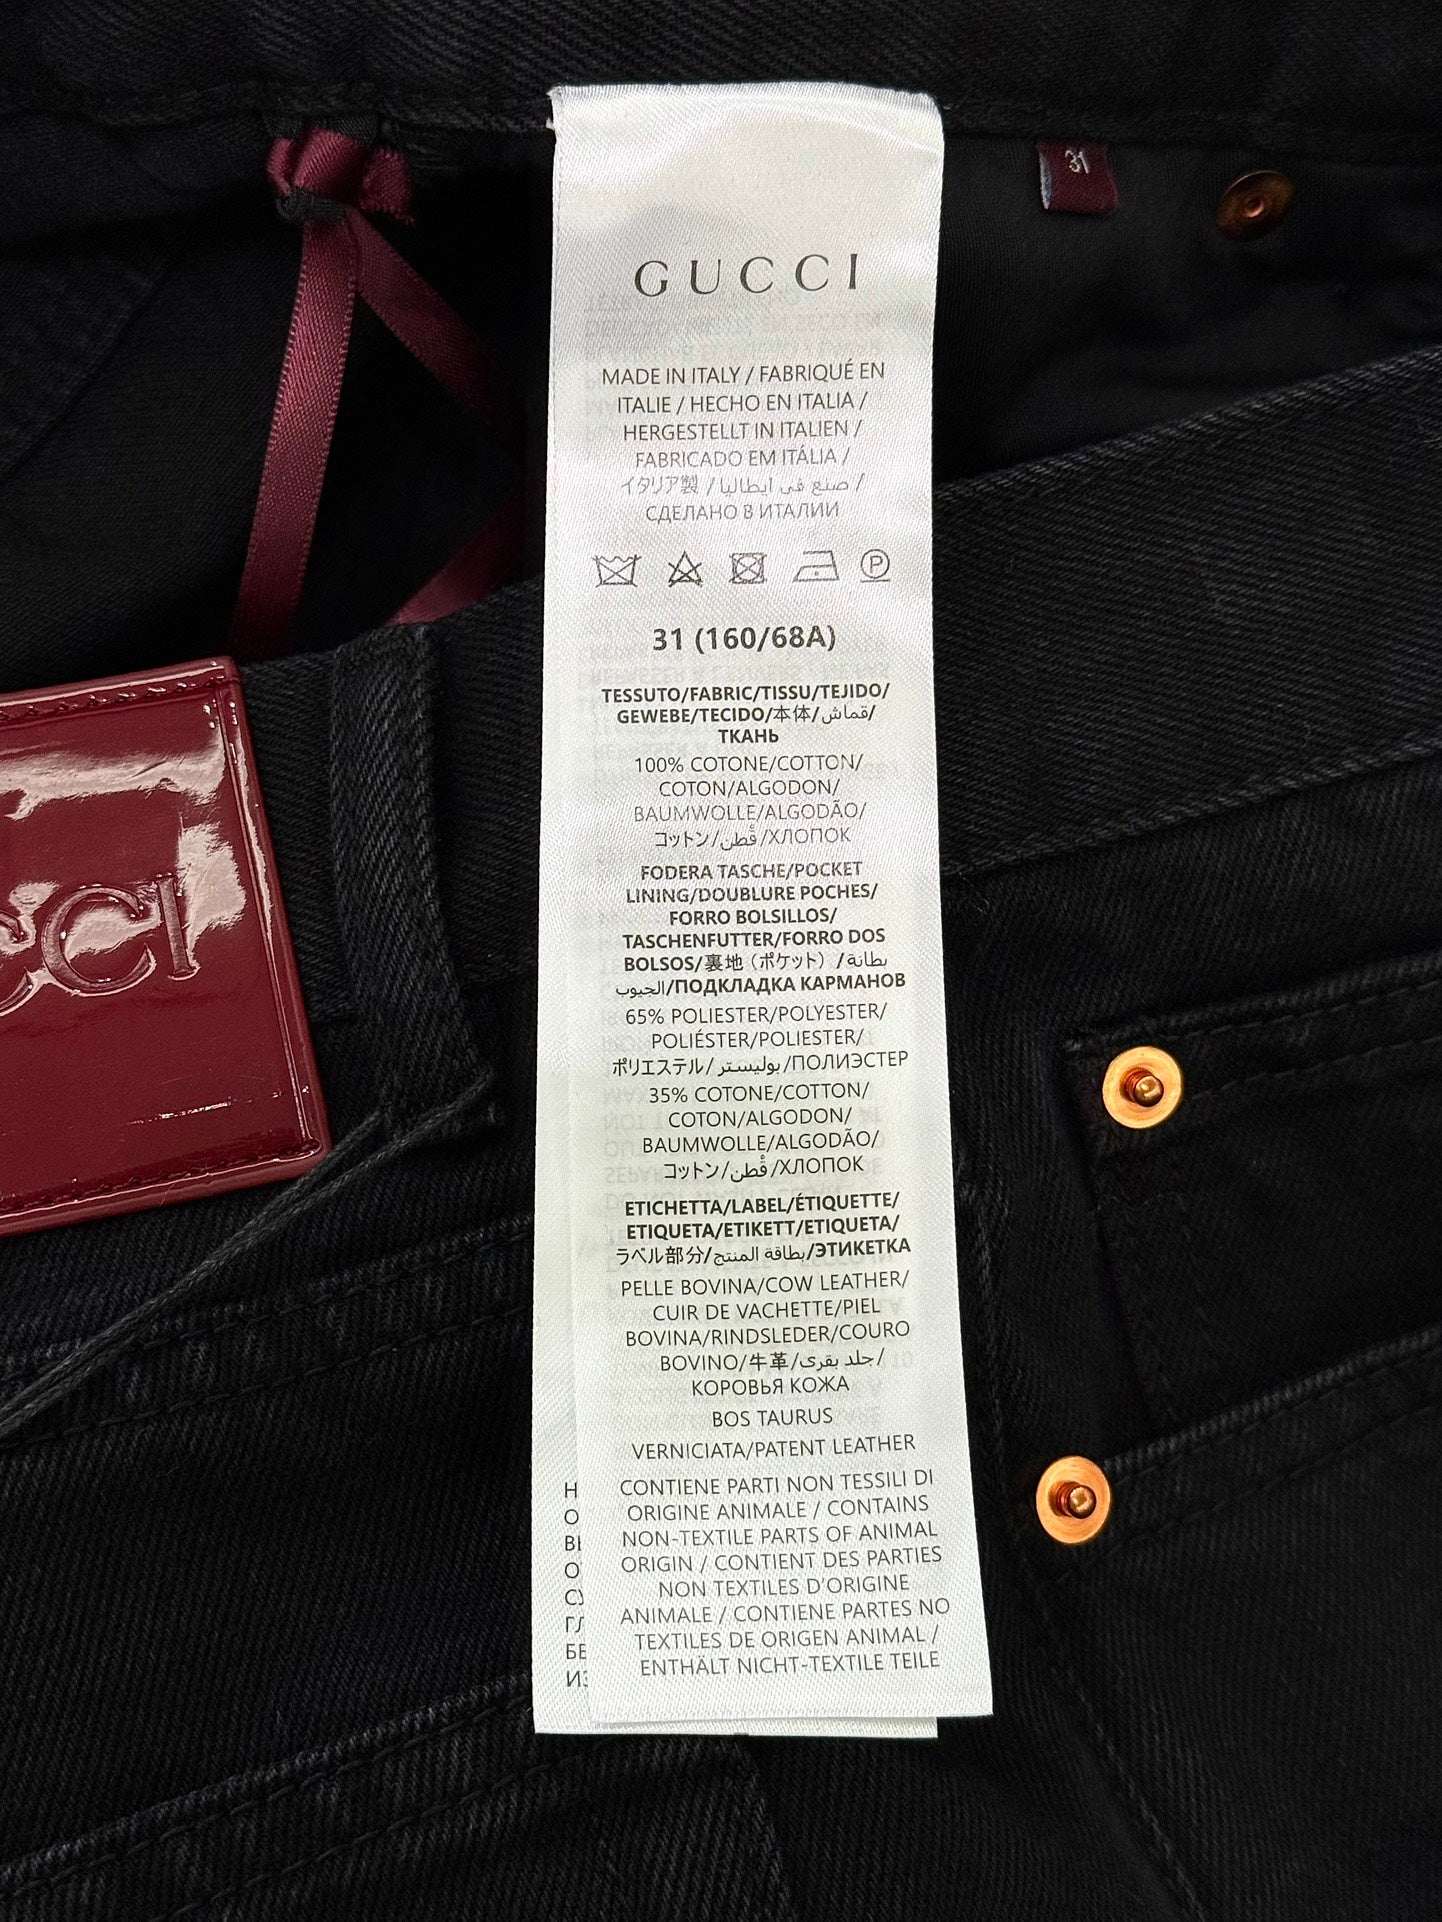 31
GUCCI
MADE IN ITALY / FABRIQUÉ EN
ITALIE / HECHO EN ITALIA /
HERGESTELLT IN ITALIEN /
FABRICADO EM ITÁLIA /
イタリア製 / صنع في ايطاليا /
СДЕЛАНО В ИТАЛИИ
P
31 (160/68A)
TESSUTO/FABRIC/TISSU/TEJIDO/
GEWEBE/TECIDO/本体/قماش/
ТКАНЬ
100% COTONE/COTTON/
COTON/ALGODON/
BAUMWOLLE/ALGODÃO/
コットン/قُطن/ХЛОПОК
FODERA TASCHE/POCKET
LINING/DOUBLURE POCHES/
FORRO BOLSILLOS/
TASCHENFUTTER/FORRO DOS
BOLSOS/裏地（ポケット）/بطانة
الجيوب/ПОДКЛАДКА КАРМАНОВ
65% POLIESTER/POLYESTER/
POLIÉSTER/POLIESTER/
ポリエステル/بوليستر/ПОЛИЭСТЕР
35% COTONE/COTTON/
COTON/ALGODON/
BAUMWOLLE/ALGODÃO/
コットン/قُطن/ХЛОПОК
ETICHETTA/LABEL/ÉTIQUETTE/
ETIQUETA/ETIKETT/ETIQUETA/
ラベル部分/بطاقة المنتج/ЭТИКЕТКА
PELLE BOVINA/COW LEATHER/
CUIR DE VACHETTE/PIEL
BOVINA/RINDSLEDER/COURO
BOVINO/牛革/جلد بقري/
КОРОВЬЯ КОЖА
BOS TAURUS
VERNICIATA/PATENT LEATHER
CONTIENE PARTI NON TESSILI DI
ORIGINE ANIMALE / CONTAINS
NON-TEXTILE PARTS OF ANIMAL
ORIGIN / CONTIENT DES PARTIES
NON TEXTILES D'ORIGINE
ANIMALE / CONTIENE PARTES NO
TEXTILES DE ORIGEN ANIMAL /
ENTHÄLT NICHT-TEXTILE TEILE
CCI